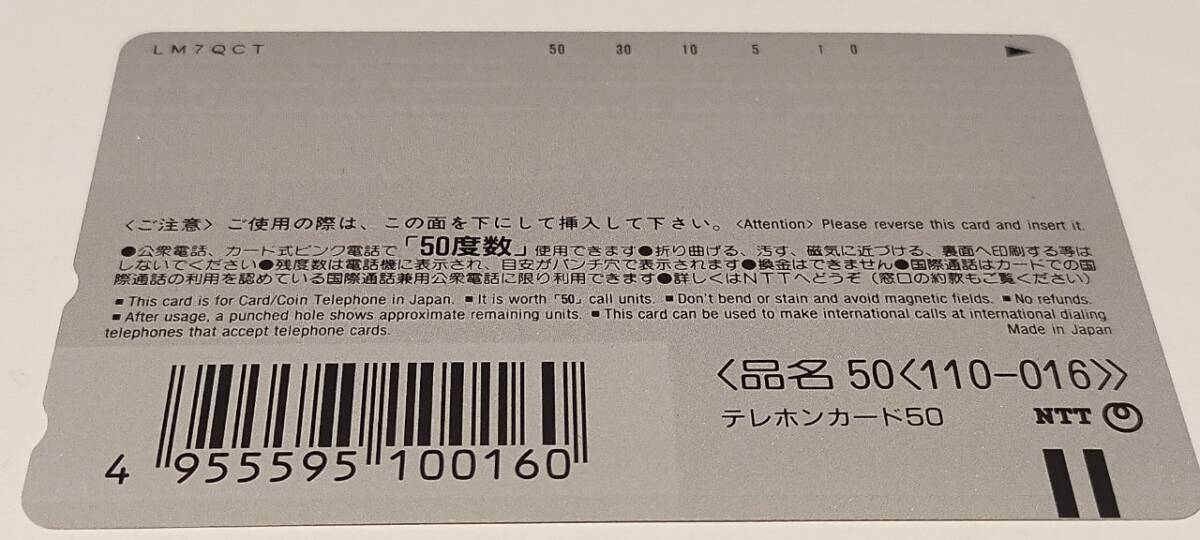 LM7QCT 50 30 10 5 1 0
〈ご注意〉ご使用の際は、この面を下にして挿入して下さい。〈Attention〉Please reverse this card and insert it.
●公衆電話、カード式ピンク電話で「50度数」使用できます●折り曲げる、汚す、磁気に近づける、裏面へ印刷する等は
しないでください●残度数は電話機に表示され、目安がパンチ穴で表示されます●換金はできません●国際通話はカードでの国
際通話の利用を認めている国際通話兼用公衆電話に限り利用できます●詳しくはNTTへどうぞ(窓口の約款もご覧ください)
■This card is for Card/Coin Telephone in Japan. ■It is worth「50」call units. ■Don't bend or stain and avoid magnetic fields. ■No refunds.
■After usage, a punched hole shows approximate remaining units. ■This card can be used to make international calls at international dialing
telephones that accept telephone cards. Made in Japan
〈品名 50〈110-016〉〉
テレホンカード50 NTT
4 955595 100160